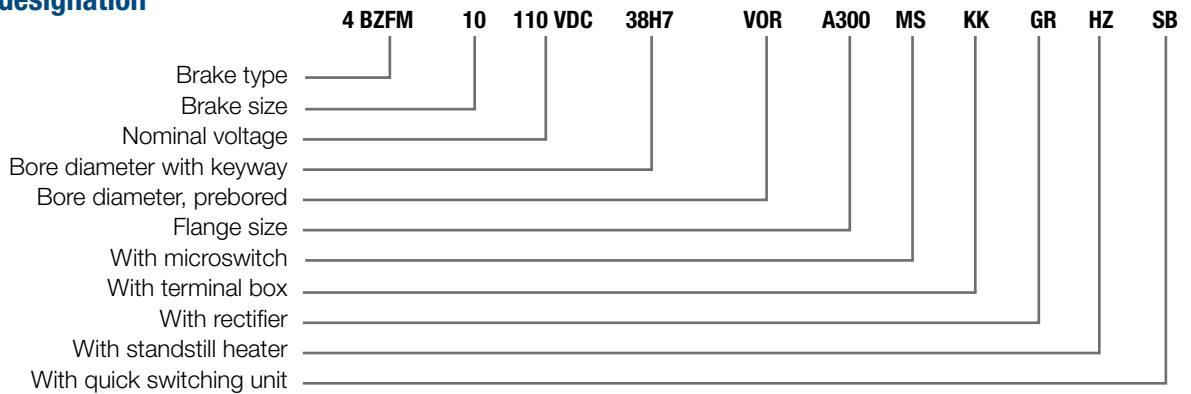 designation
4 BZFM 10 110 VDC 38H7 VOR A300 MS KK GR HZ SB
Brake type
Brake size
Nominal voltage
Bore diameter with keyway
Bore diameter, prebored
Flange size
With microswitch
With terminal box
With rectifier
With standstill heater
With quick switching unit